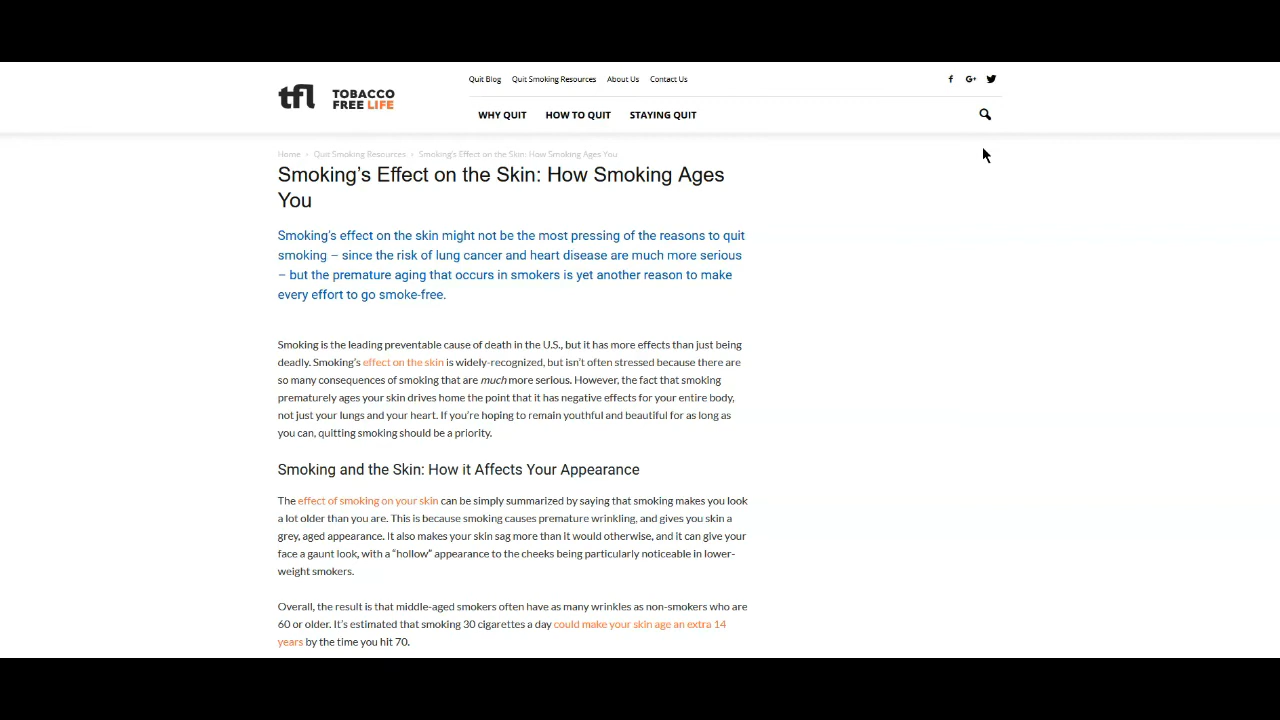 Quit Blog Quit Smoking Resources About Us Contact Us
tfl TOBACCO
FREE LIFE
WHY QUIT HOW TO QUIT STAYING QUIT
Home › Quit Smoking Resources › Smoking's Effect on the Skin: How Smoking Ages You
Smoking's Effect on the Skin: How Smoking Ages
You
Smoking's effect on the skin might not be the most pressing of the reasons to quit
smoking – since the risk of lung cancer and heart disease are much more serious
– but the premature aging that occurs in smokers is yet another reason to make
every effort to go smoke-free.
Smoking is the leading preventable cause of death in the U.S., but it has more effects than just being
deadly. Smoking's effect on the skin is widely-recognized, but isn't often stressed because there are
so many consequences of smoking that are much more serious. However, the fact that smoking
prematurely ages your skin drives home the point that it has negative effects for your entire body,
not just your lungs and your heart. If you're hoping to remain youthful and beautiful for as long as
you can, quitting smoking should be a priority.
Smoking and the Skin: How it Affects Your Appearance
The effect of smoking on your skin can be simply summarized by saying that smoking makes you look
a lot older than you are. This is because smoking causes premature wrinkling, and gives you skin a
grey, aged appearance. It also makes your skin sag more than it would otherwise, and it can give your
face a gaunt look, with a "hollow" appearance to the cheeks being particularly noticeable in lower-
weight smokers.
Overall, the result is that middle-aged smokers often have as many wrinkles as non-smokers who are
60 or older. It's estimated that smoking 30 cigarettes a day could make your skin age an extra 14
years by the time you hit 70.